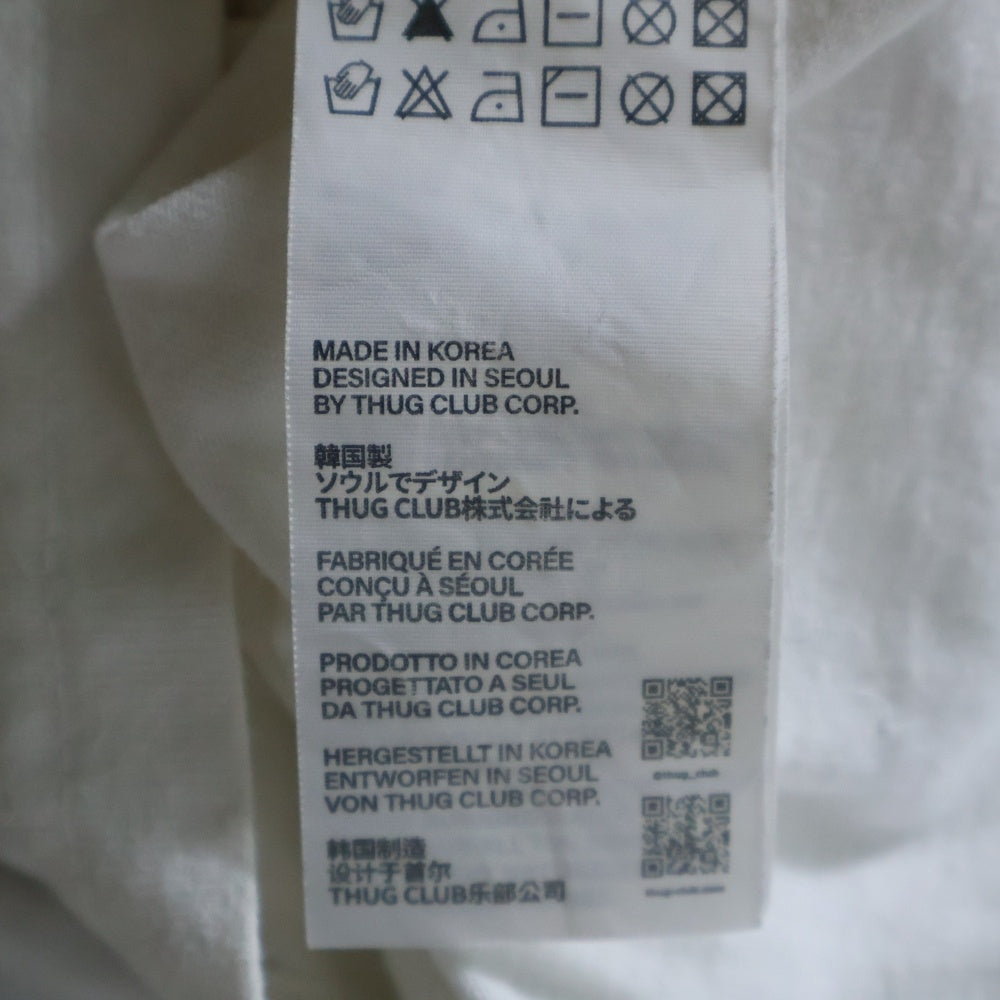 MADE IN KOREA
DESIGNED IN SEOUL
BY THUG CLUB CORP.
韓国製
ソウルでデザイン
THUG CLUB株式会社による
FABRIQUÉ EN CORÉE
CONÇU À SÉOUL
PAR THUG CLUB CORP.
PRODOTTO IN COREA
PROGETTATO A SEUL
DA THUG CLUB CORP.
HERGESTELLT IN KOREA
ENTWORFEN IN SEOUL
VON THUG CLUB CORP.
@thug_club
韩国制造
设计于首尔
THUG CLUB乐部公司